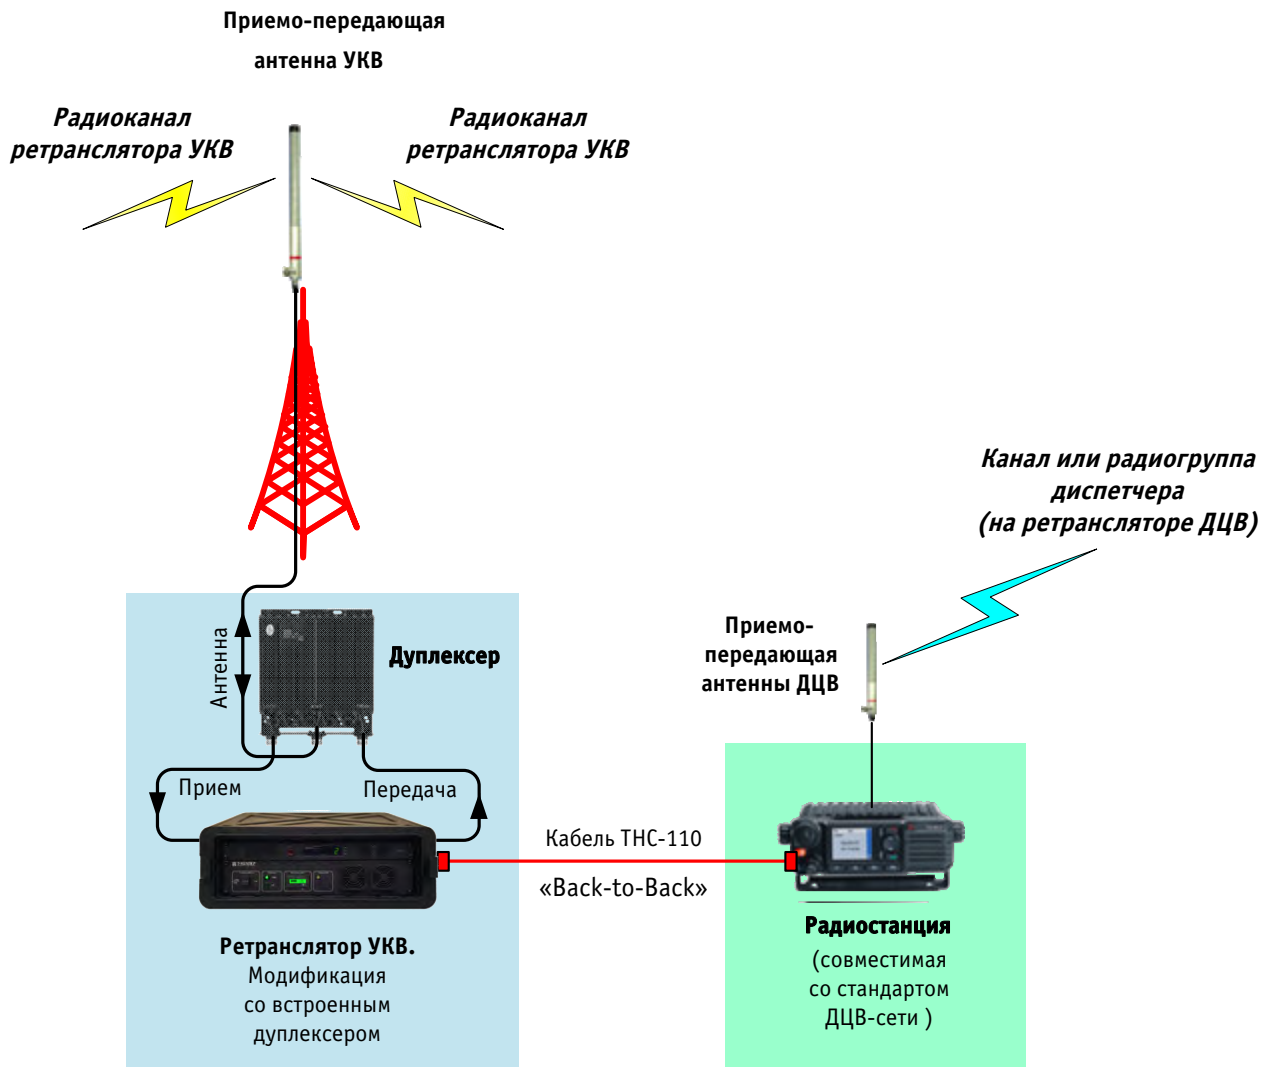 Приемо-передающая
антенна УКВ
Радиоканал
ретранслятора УКВ
Радиоканал
ретранслятора УКВ
Канал или радиогруппа
диспетчера
(на ретрансляторе ДЦВ)
Антенна
Дуплексер
Приемо-
передающая
антенны ДЦВ
Прием
Передача
Кабель ТНС-110
«Back-to-Back»
Ретранслятор УКВ.
Модификация
со встроенным
дуплексером
Радиостанция
(совместимая
со стандартом
ДЦВ-сети )